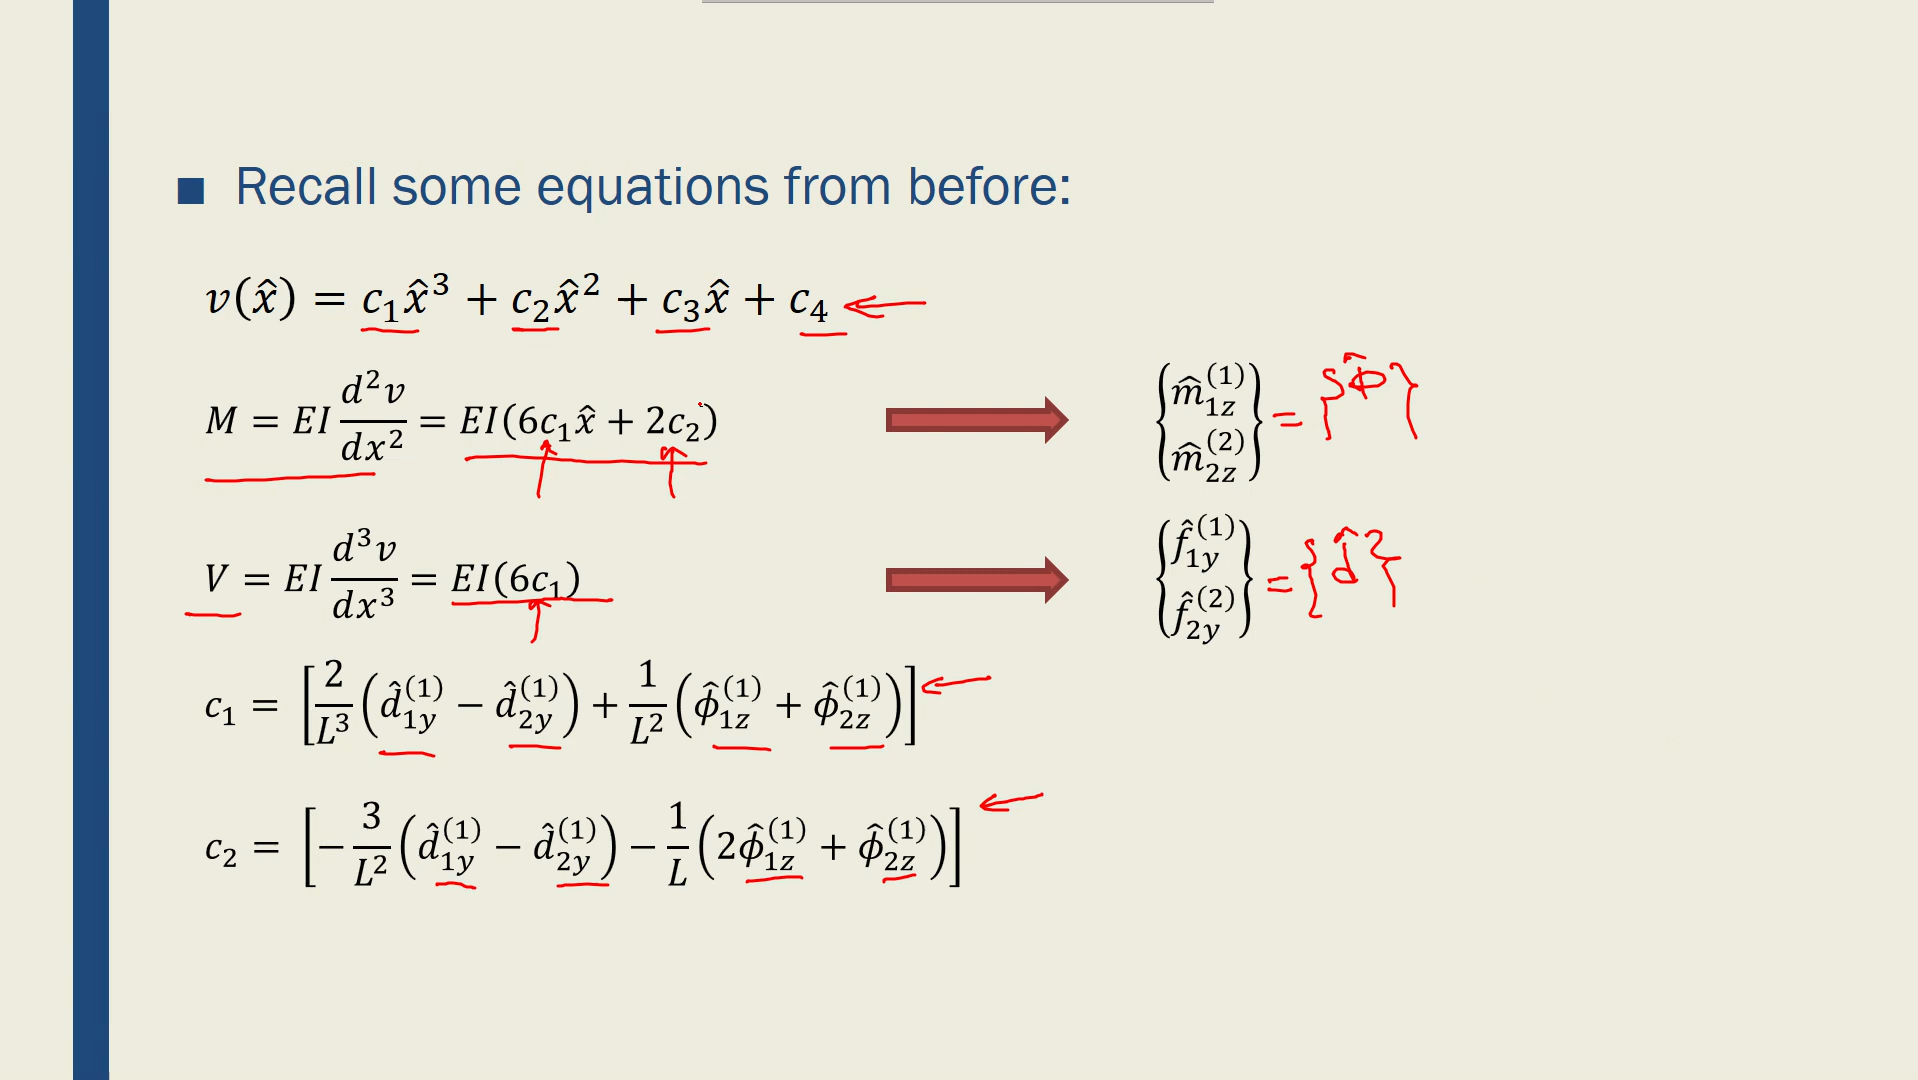 ■ Recall some equations from before:
v(x̂) = c₁x̂³ + c₂x̂² + c₃x̂ + c₄
M = EI d²v/dx² = EI(6c₁x̂ + 2c₂)
{m̂₁z⁽¹⁾ m̂₂z⁽²⁾} = {ϕ̂}
V = EI d³v/dx³ = EI(6c₁)
{f̂₁y⁽¹⁾ f̂₂y⁽²⁾} = {d̂}
c₁ = [2/L³ (d̂₁y⁽¹⁾ − d̂₂y⁽¹⁾) + 1/L² (ϕ̂₁z⁽¹⁾ + ϕ̂₂z⁽¹⁾)]
c₂ = [−3/L² (d̂₁y⁽¹⁾ − d̂₂y⁽¹⁾) − 1/L (2ϕ̂₁z⁽¹⁾ + ϕ̂₂z⁽¹⁾)]